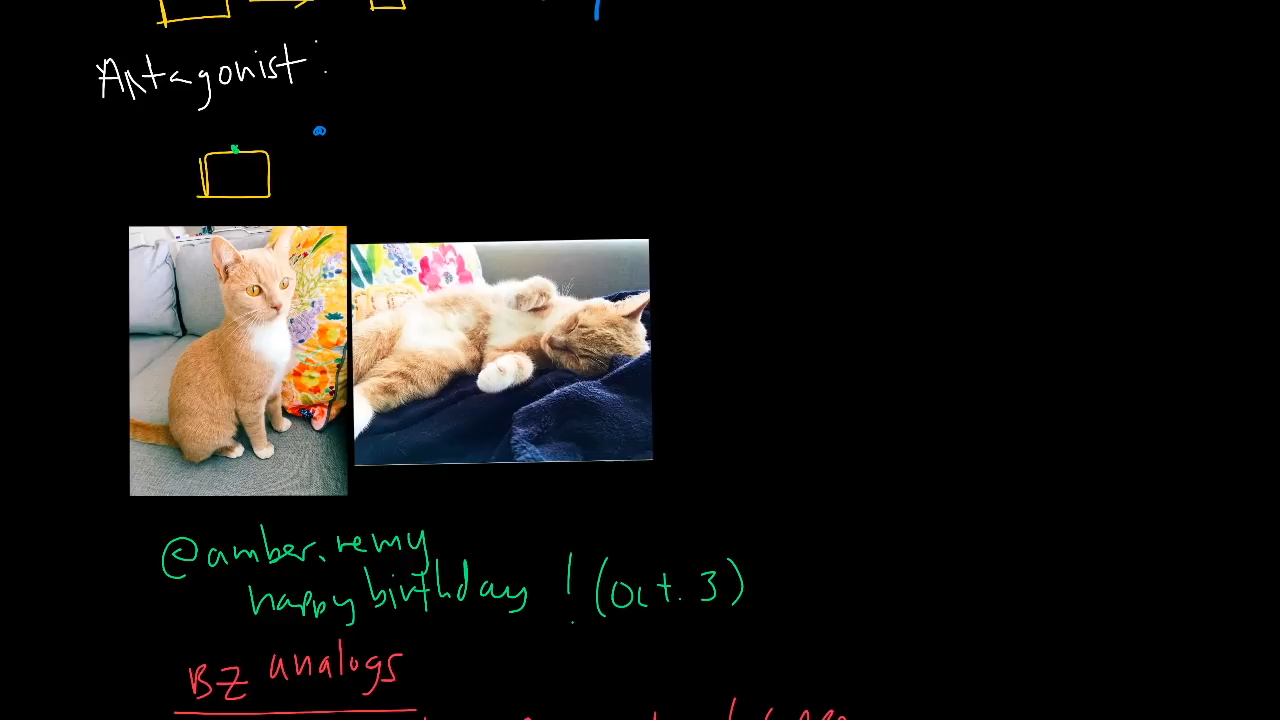 Antagonist:
@amber.remy
happy birthday! (Oct. 3)
BZ analogs